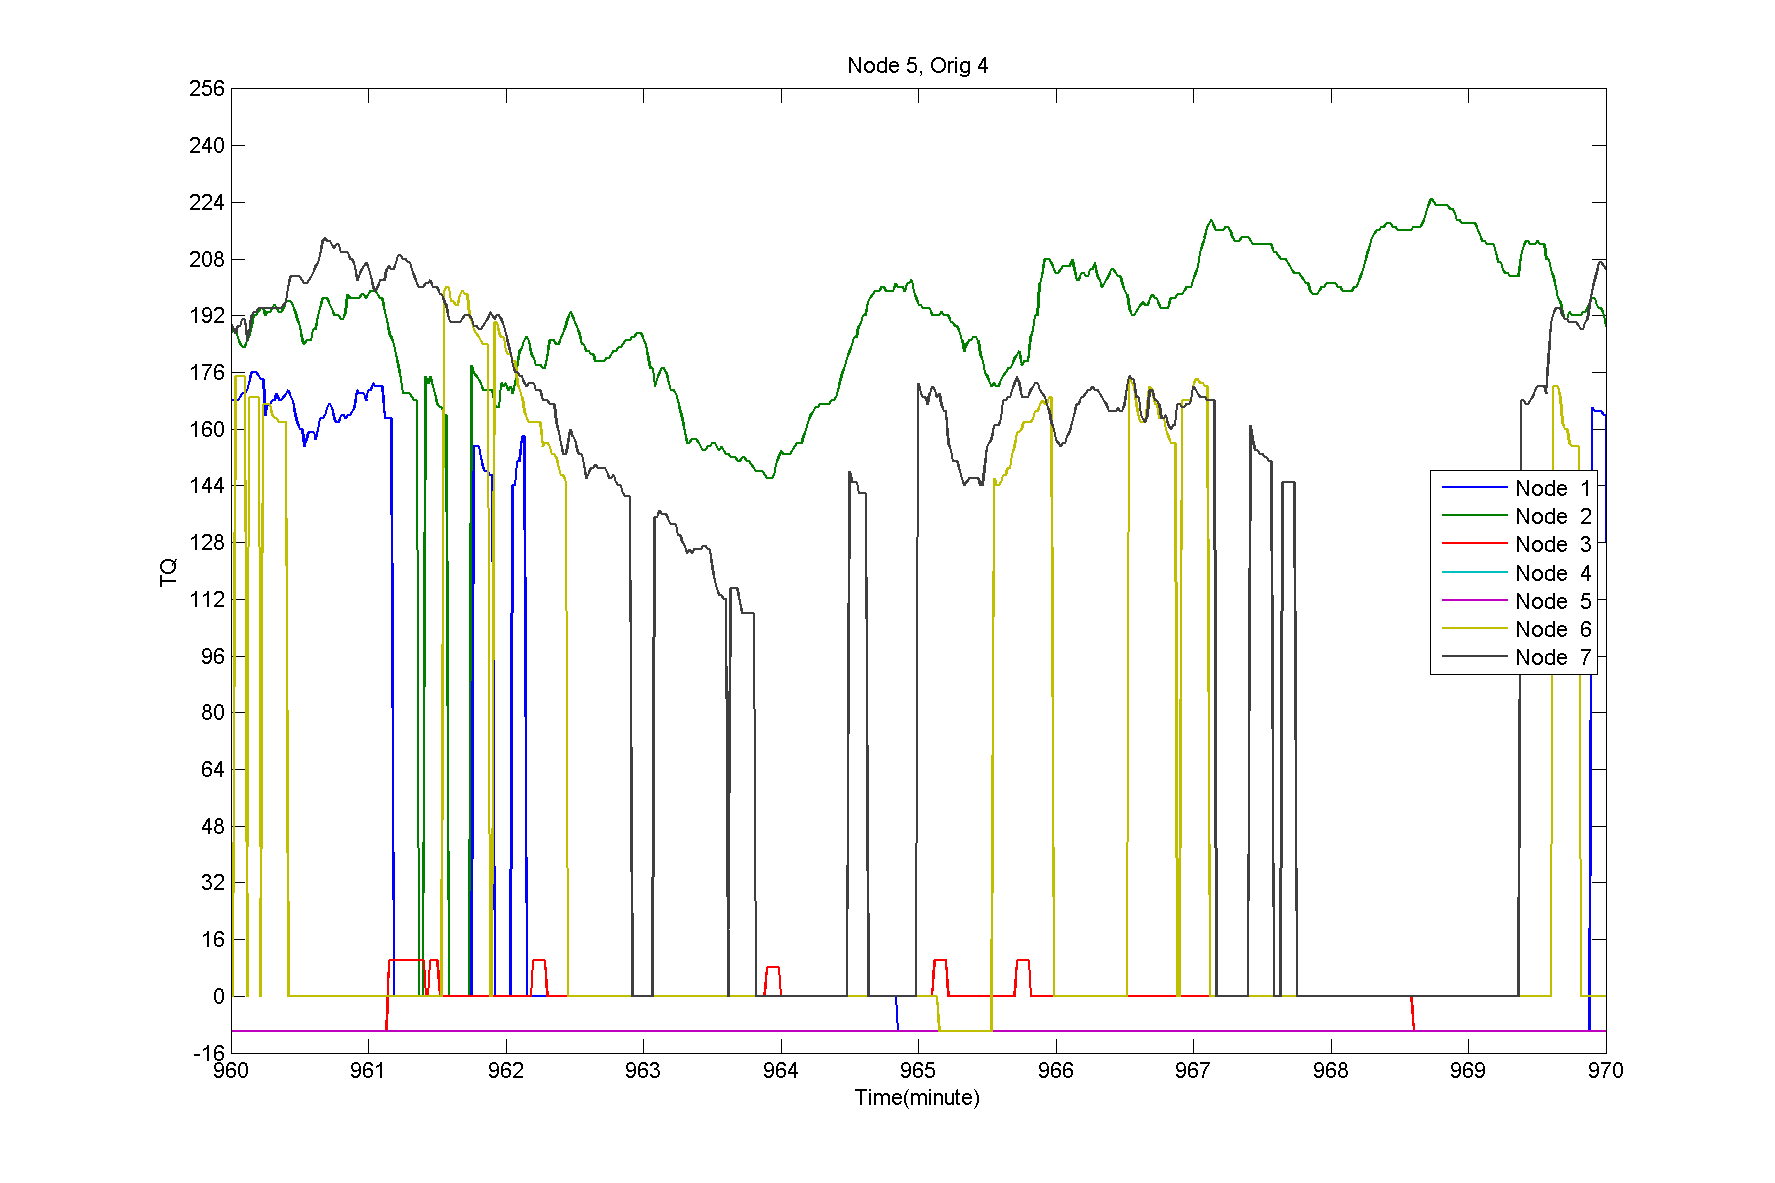 Node 5, Orig 4
256
240
224
208
192
176
160
144
128
112
96
80
64
48
32
16
0
-16
TQ
Node 1
Node 2
Node 3
Node 4
Node 5
Node 6
Node 7
960 961 962 963 964 965 966 967 968 969 970
Time(minute)